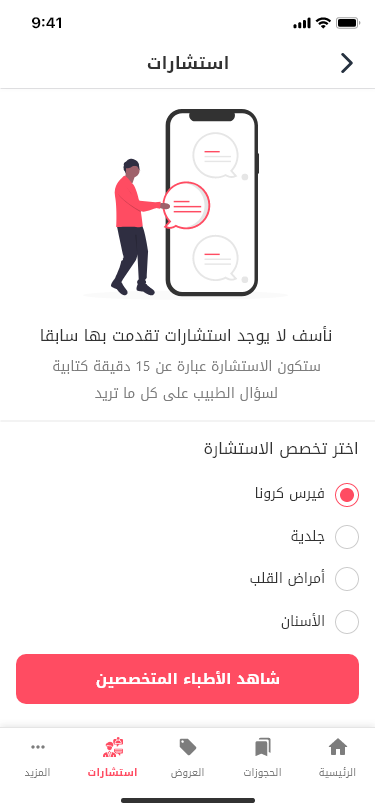 9:41
استشارات
نأسف لا يوجد استشارات تقدمت بها سابقا
ستكون الاستشارة عبارة عن 15 دقيقة كتابية
لسؤال الطبيب على كل ما تريد
اختر تخصص الاستشارة
فيرس كرونا
جلدية
أمراض القلب
الأسنان
شاهد الأطباء المتخصصين
الرئيسية
الحجوزات
العروض
استشارات
المزيد